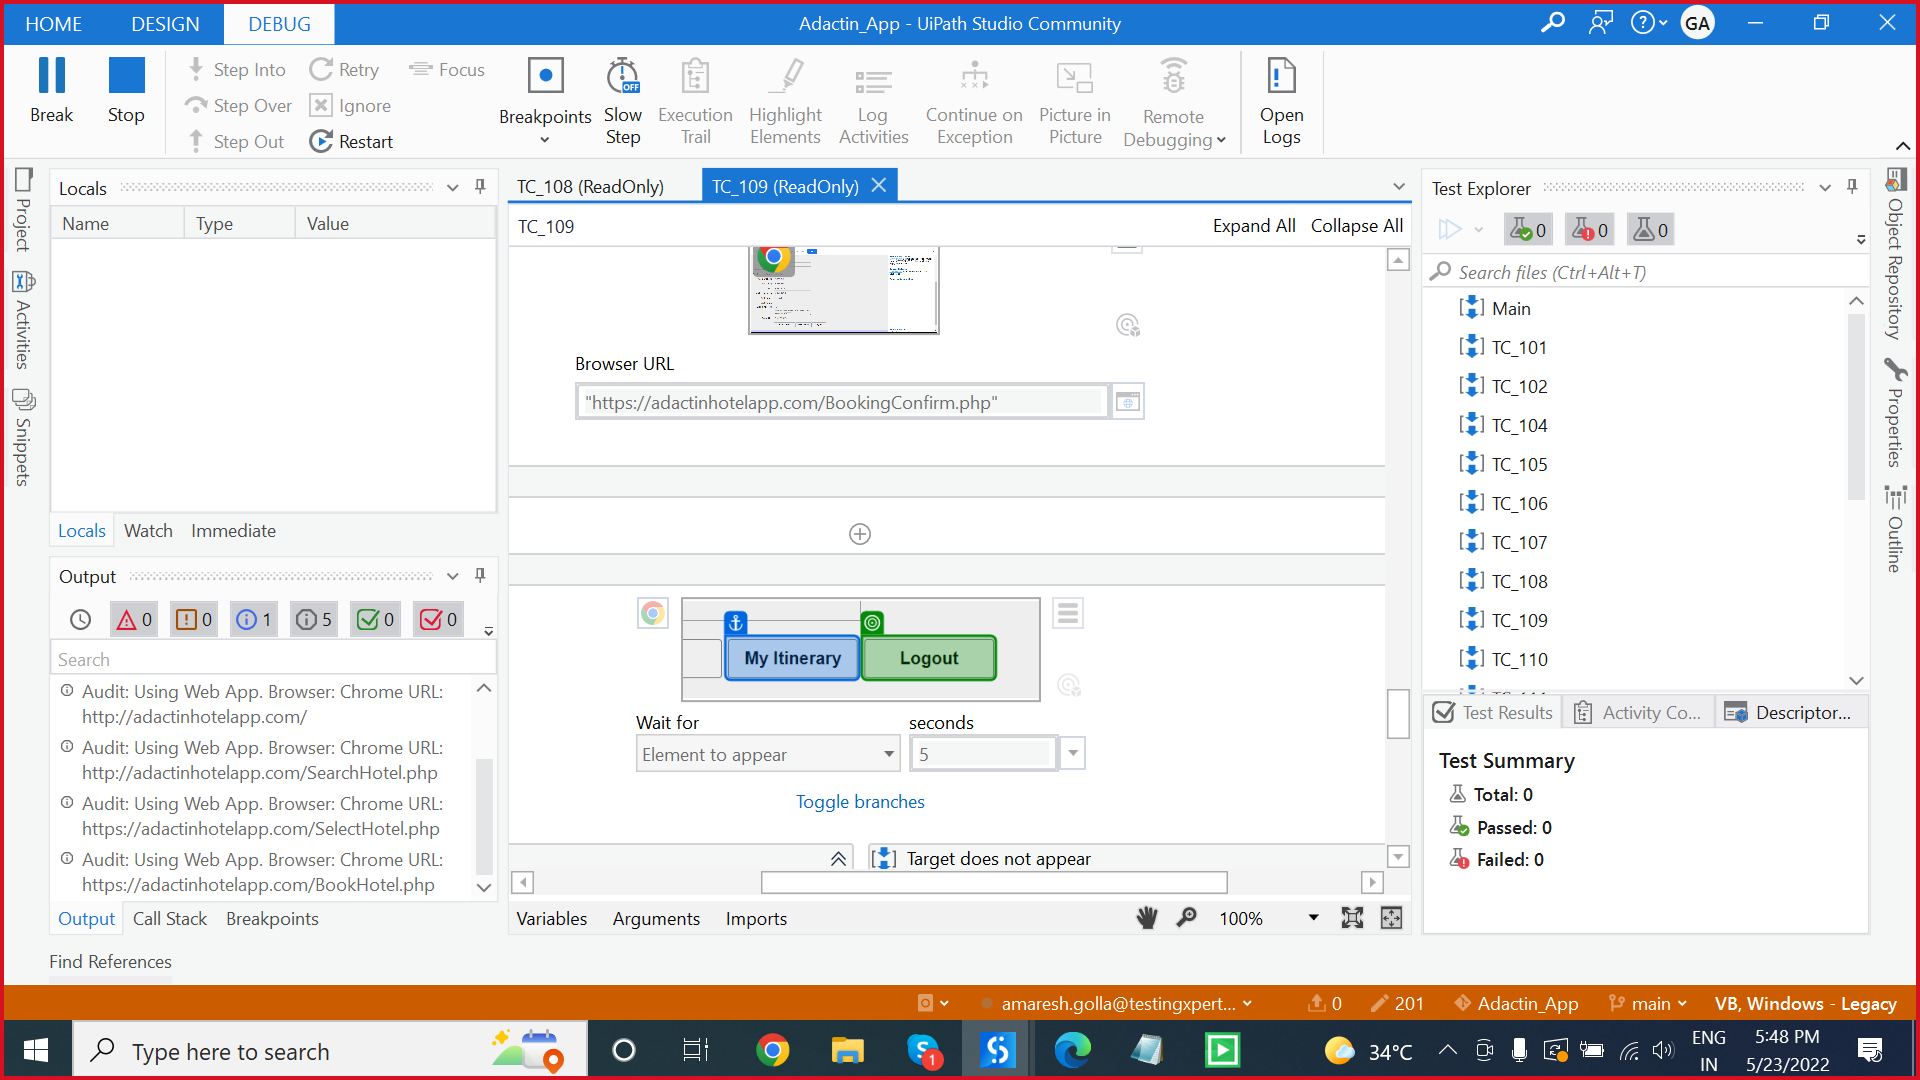 HOME DESIGN DEBUG
Adactin_App - UiPath Studio Community
GA
Break
Stop
Step Into
Step Over
Step Out
Retry
Ignore
Restart
Focus
Breakpoints
Slow Step
Execution Trail
Highlight Elements
Log Activities
Continue on Exception
Picture in Picture
Remote Debugging
Open Logs
Project
Activities
Snippets
Locals
Name Type Value
Locals Watch Immediate
Output
0 0 1 5 0 0
Search
Audit: Using Web App. Browser: Chrome URL:
http://adactinhotelapp.com/
Audit: Using Web App. Browser: Chrome URL:
http://adactinhotelapp.com/SearchHotel.php
Audit: Using Web App. Browser: Chrome URL:
https://adactinhotelapp.com/SelectHotel.php
Audit: Using Web App. Browser: Chrome URL:
https://adactinhotelapp.com/BookHotel.php
Output Call Stack Breakpoints
Find References
TC_108 (ReadOnly) TC_109 (ReadOnly)
TC_109 Expand All Collapse All
Browser URL
"https://adactinhotelapp.com/BookingConfirm.php"
My Itinerary Logout
Wait for seconds
Element to appear 5
Toggle branches
Target does not appear
Variables Arguments Imports 100%
Test Explorer
0 0 0
Search files (Ctrl+Alt+T)
Main
TC_101
TC_102
TC_104
TC_105
TC_106
TC_107
TC_108
TC_109
TC_110
Test Results Activity Co... Descriptor...
Test Summary
Total: 0
Passed: 0
Failed: 0
Object Repository
Properties
Outline
OFF
amaresh.golla@testingxpert... 0 201 Adactin_App main VB, Windows - Legacy
Type here to search
1
34°C
ENG
IN
5:48 PM
5/23/2022